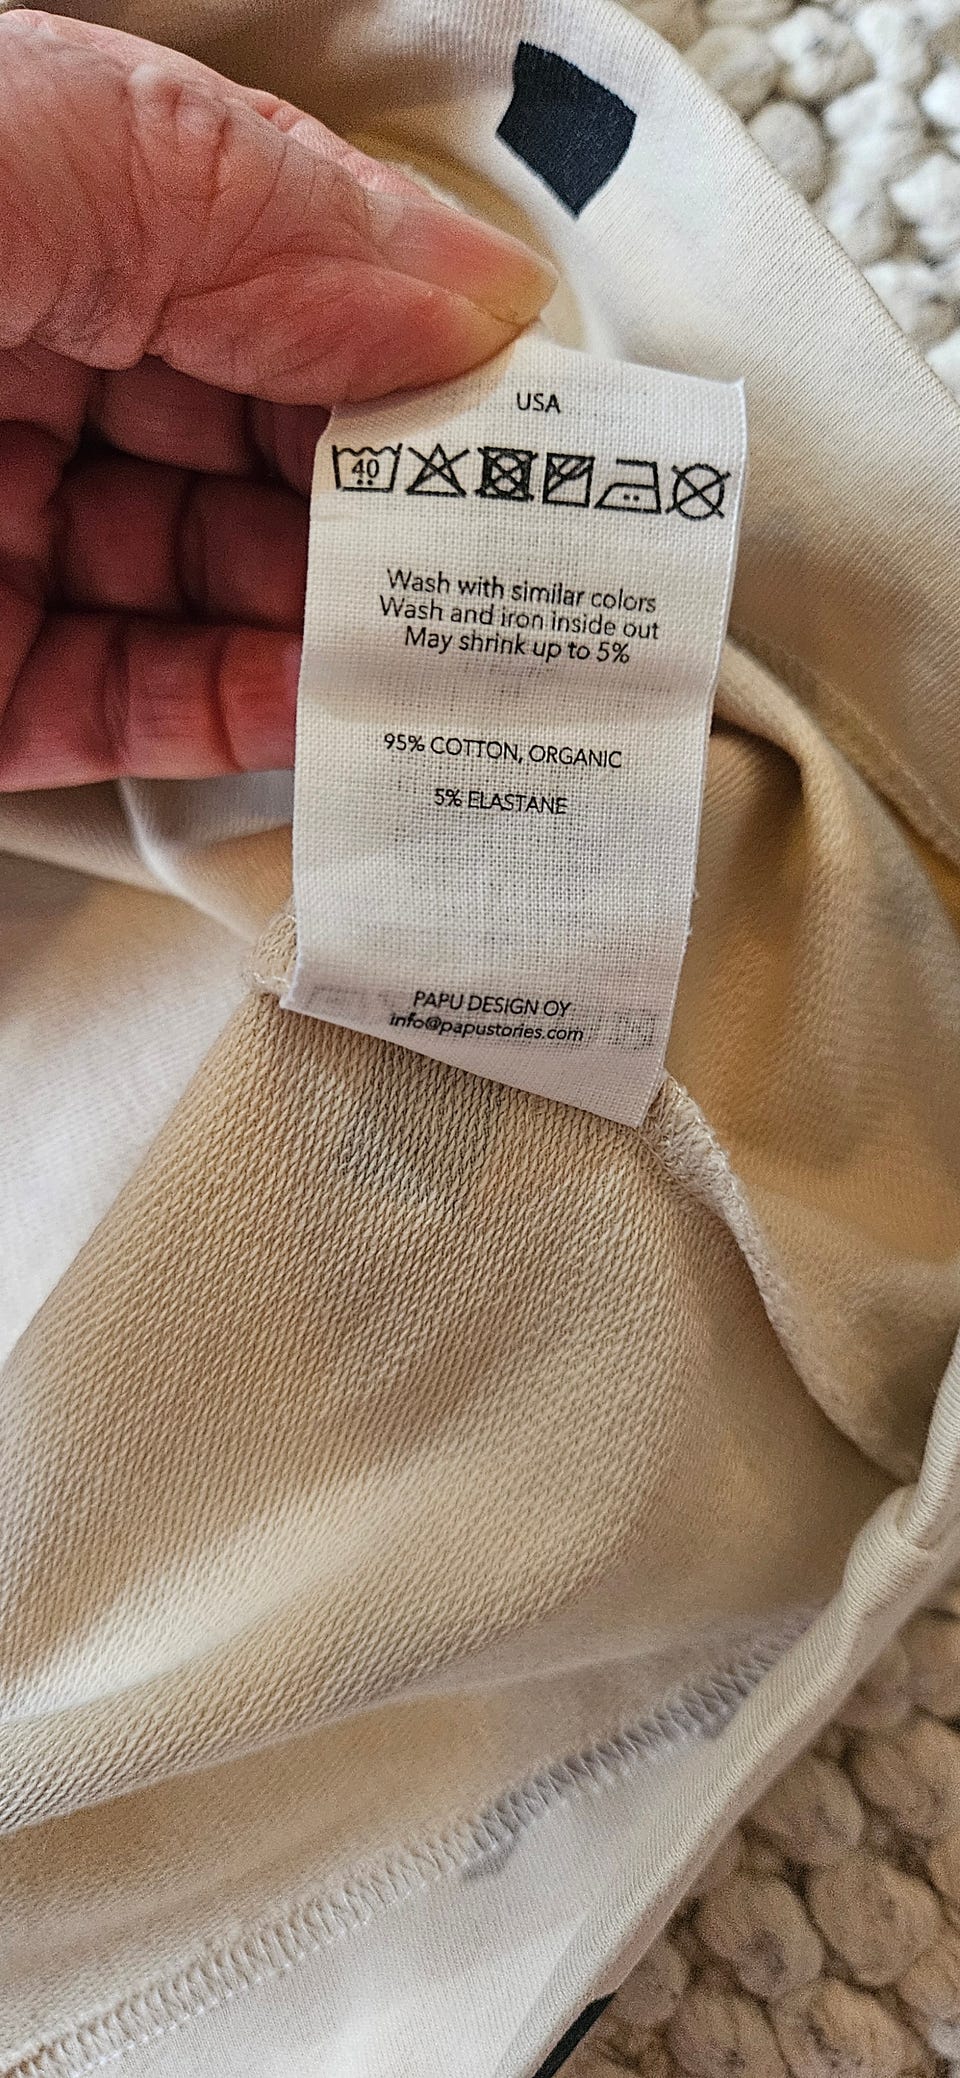 USA
40
Wash with similar colors
Wash and iron inside out
May shrink up to 5%
95% COTTON, ORGANIC
5% ELASTANE
PAPU DESIGN OY
info@papustories.com